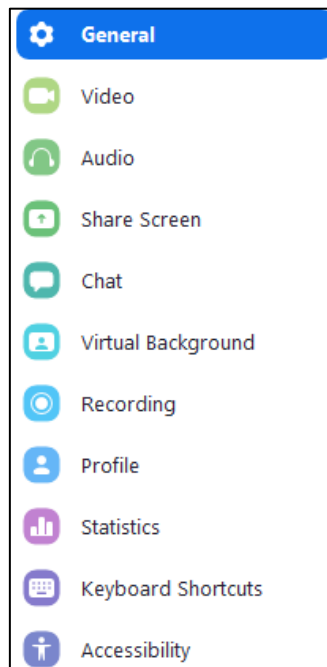 General
Video
Audio
Share Screen
Chat
Virtual Background
Recording
Profile
Statistics
Keyboard Shortcuts
Accessibility